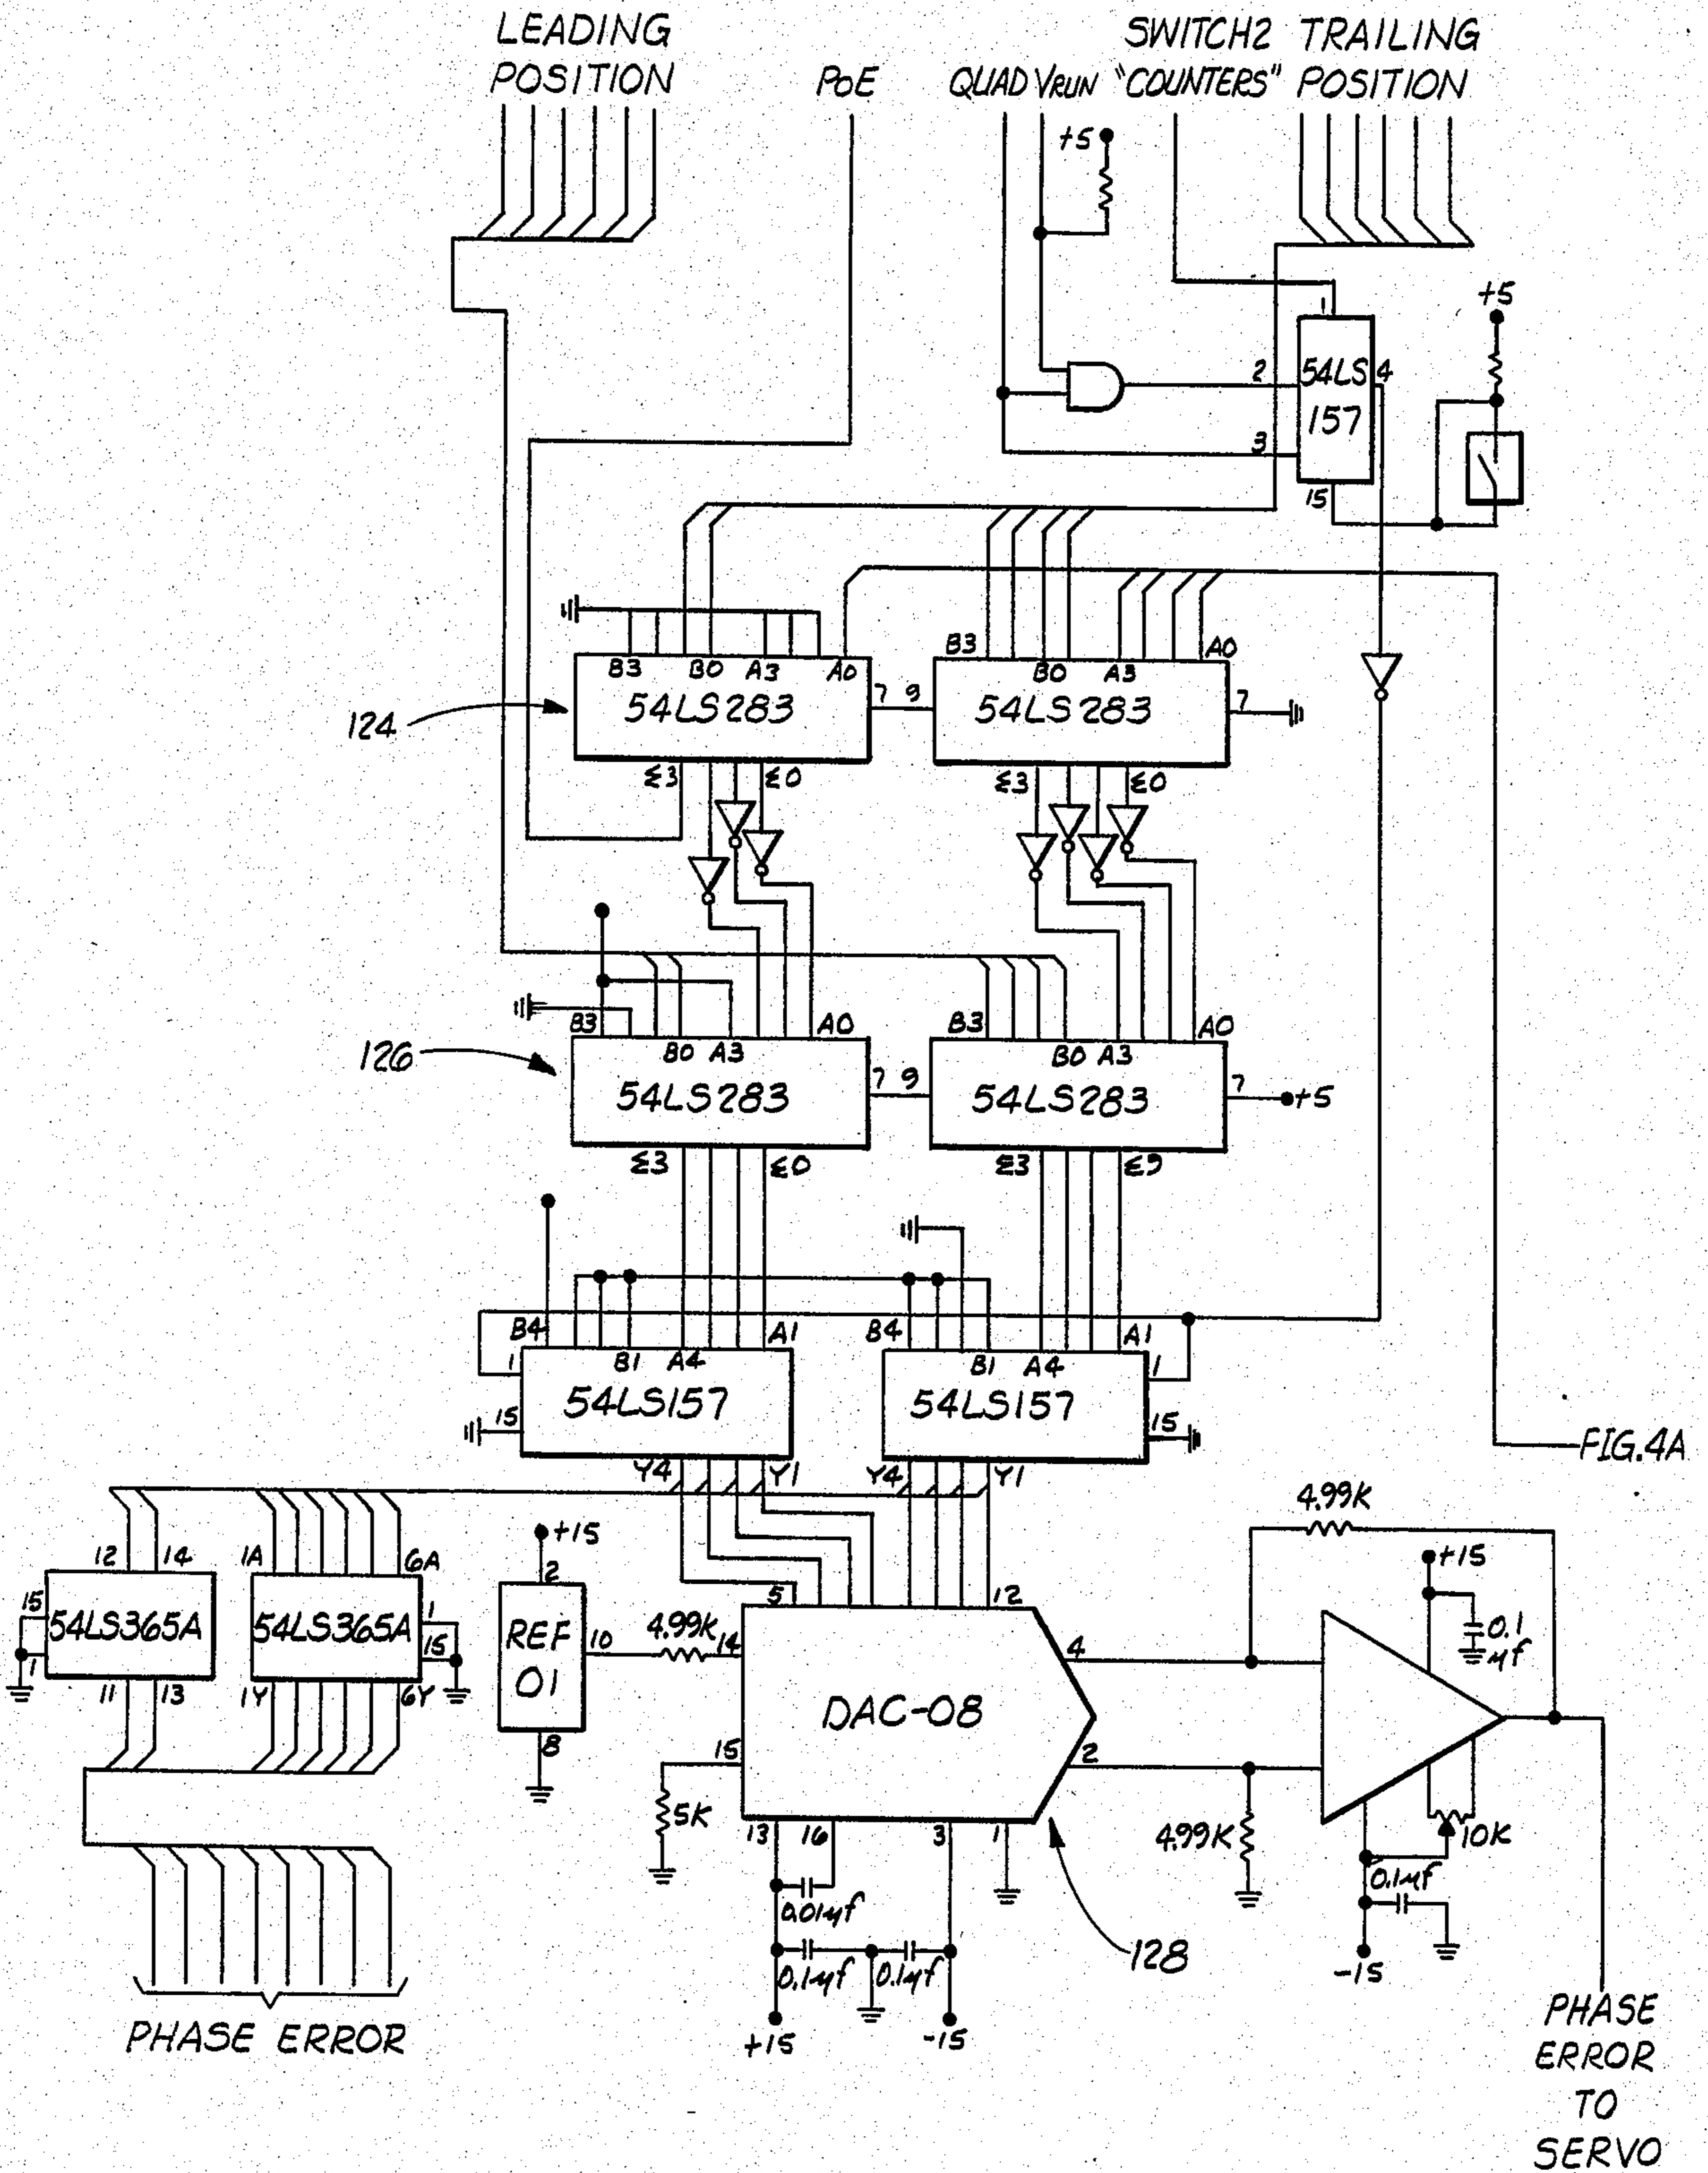 LEADING
POSITION
POE
QUAD VRUN
SWITCH2
"COUNTERS"
TRAILING
POSITION
+5
+5
1
2
54LS
157
4
3
15
B3 B0 A3 A0
54LS283
7 9
124
Σ3 Σ0
B3 B0 A3 A0
54LS283
7
Σ3 Σ0
B3 B0 A3 A0
126
54LS283
7 9
Σ3 Σ0
B3 B0 A3 A0
54LS283
7
+5
Σ3 Σ9
B4 B1 A4 A1
1
54LS157
15
Y4 Y1
B4 B1 A4 A1
1
54LS157
15
Y4 Y1
FIG.4A
12 14
15
54LS365A
1
11 13
1A 6A
54LS365A
1
15
1Y 6Y
+15
2
REF
01
10
8
4.99K
14
5 12
DAC-08
4
2
15
5K
13 16 3 1
0.01µf
0.1µf 0.1µf
+15 -15
128
4.99K
+15
0.1
µf
4.99K
10K
0.1µf
-15
PHASE ERROR
PHASE
ERROR
TO
SERVO